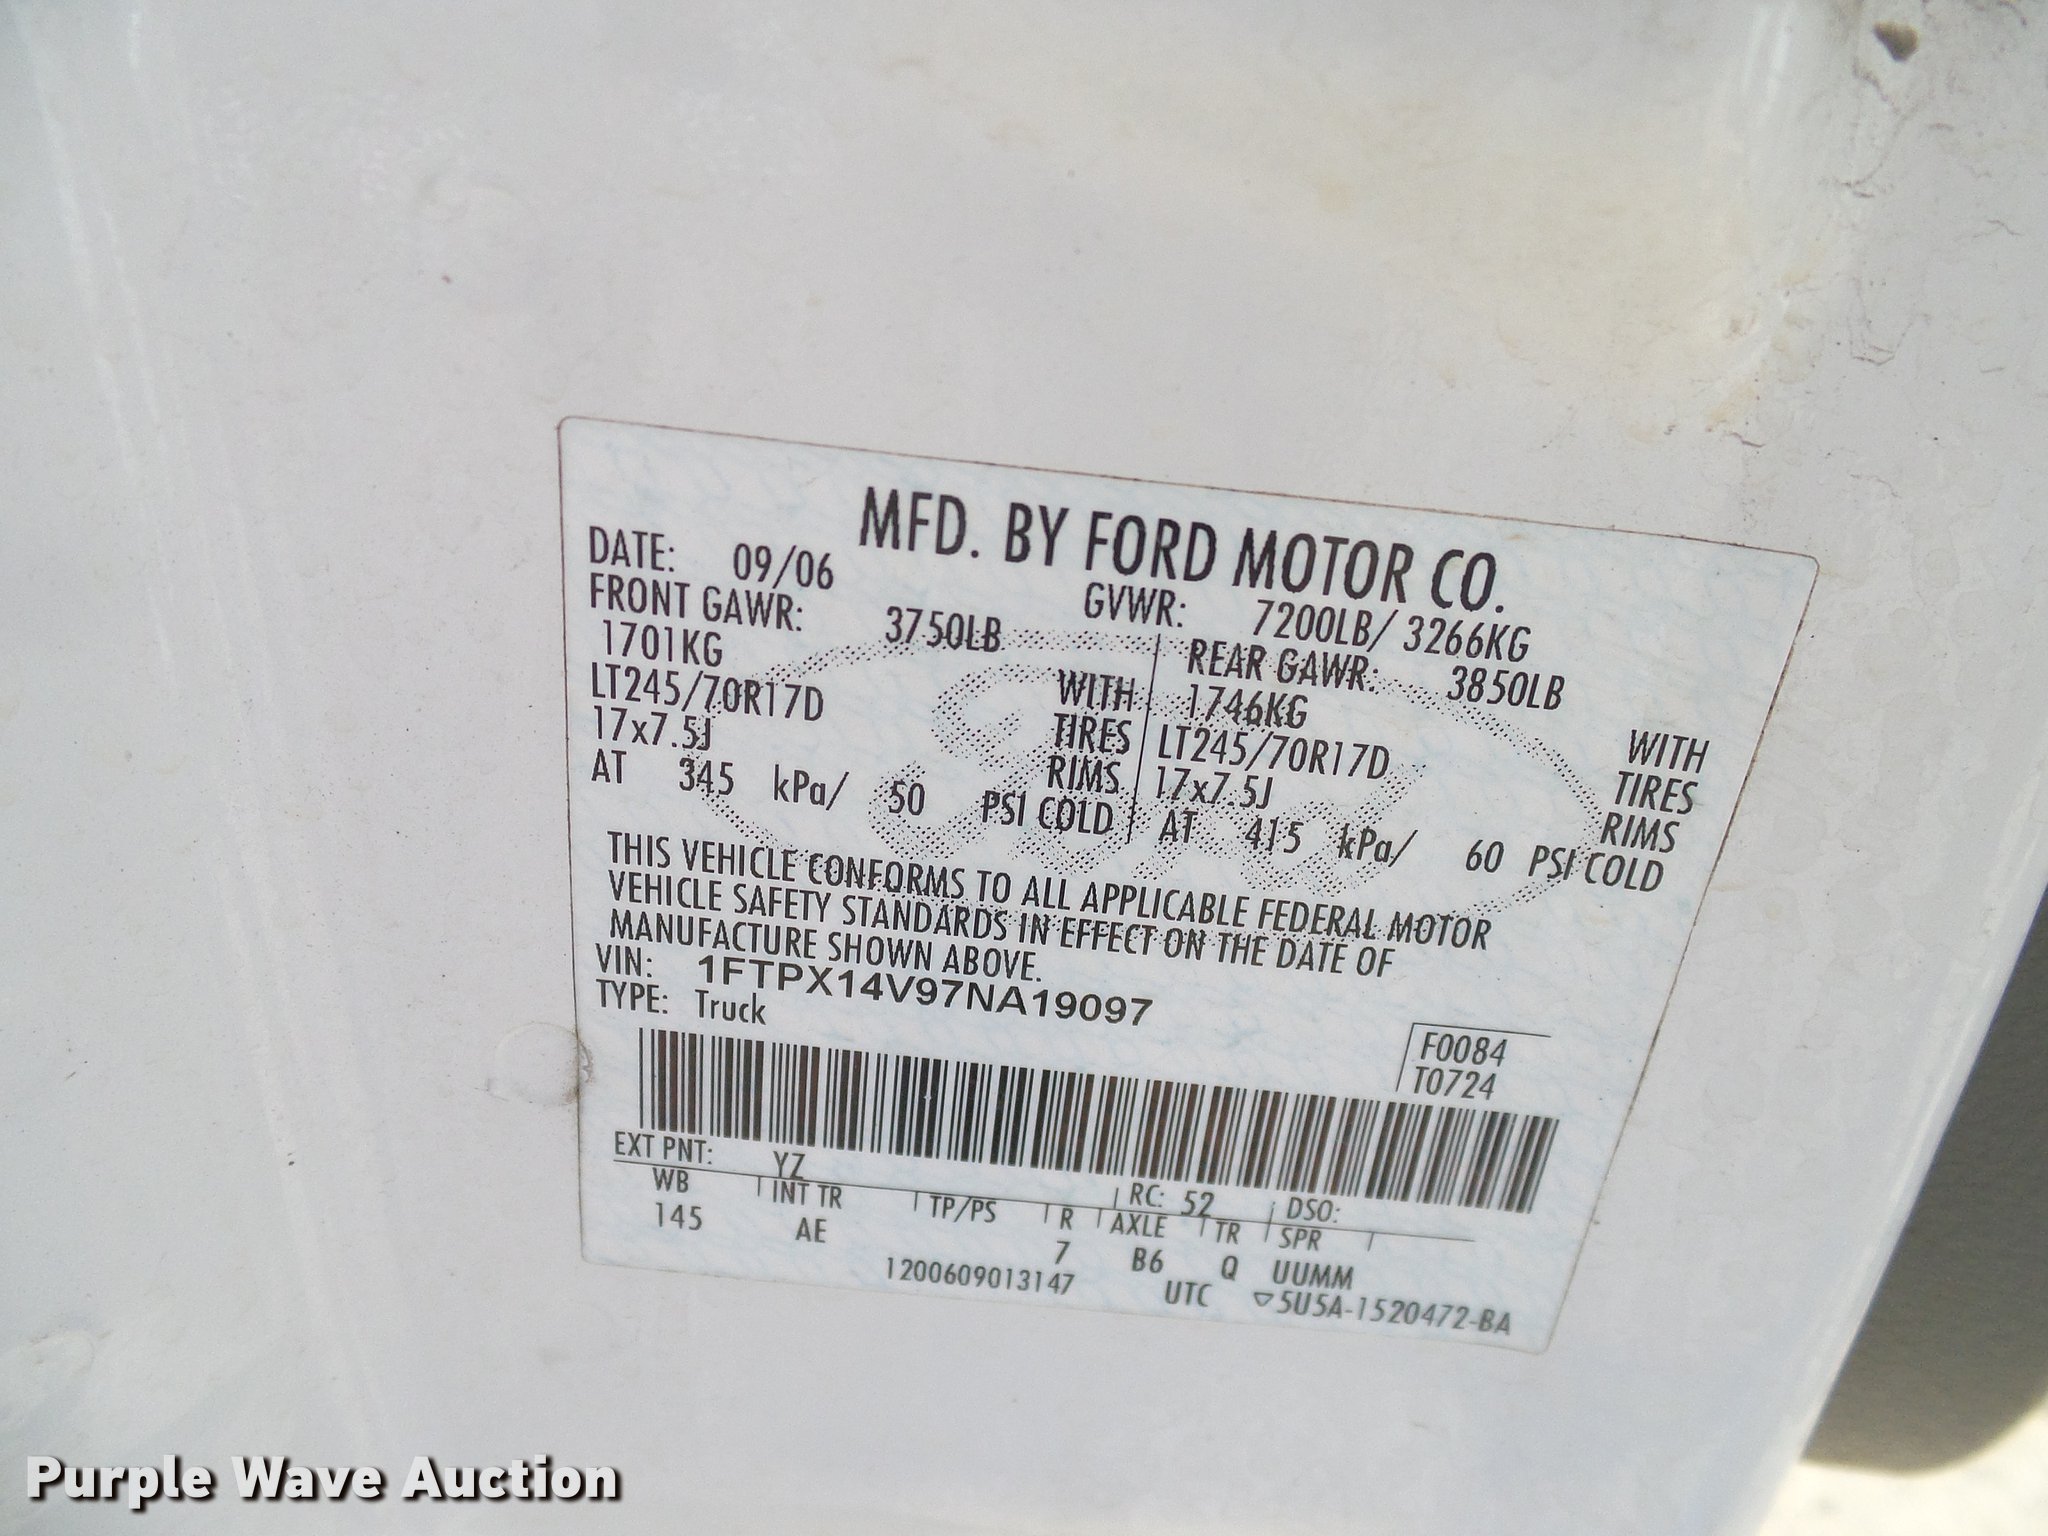 MFD. BY FORD MOTOR CO.
DATE: 09/06 GVWR: 7200LB/ 3266KG
FRONT GAWR: 3750LB REAR GAWR: 3850LB
1701KG WITH 1746KG WITH
LT245/70R17D TIRES LT245/70R17D TIRES
17x7.5J RIMS 17x7.5J RIMS
AT 345 kPa/ 50 PSI COLD AT 415 kPa/ 60 PSI COLD
THIS VEHICLE CONFORMS TO ALL APPLICABLE FEDERAL MOTOR
VEHICLE SAFETY STANDARDS IN EFFECT ON THE DATE OF
MANUFACTURE SHOWN ABOVE.
VIN: 1FTPX14V97NA19097
TYPE: Truck
F0084
T0724
EXT PNT: YZ RC: 52 DSO:
WB INT TR TP/PS R AXLE TR SPR
145 AE 7 B6 Q UUMM
1200609013147 UTC ▽5U5A-1520472-BA
Purple Wave Auction